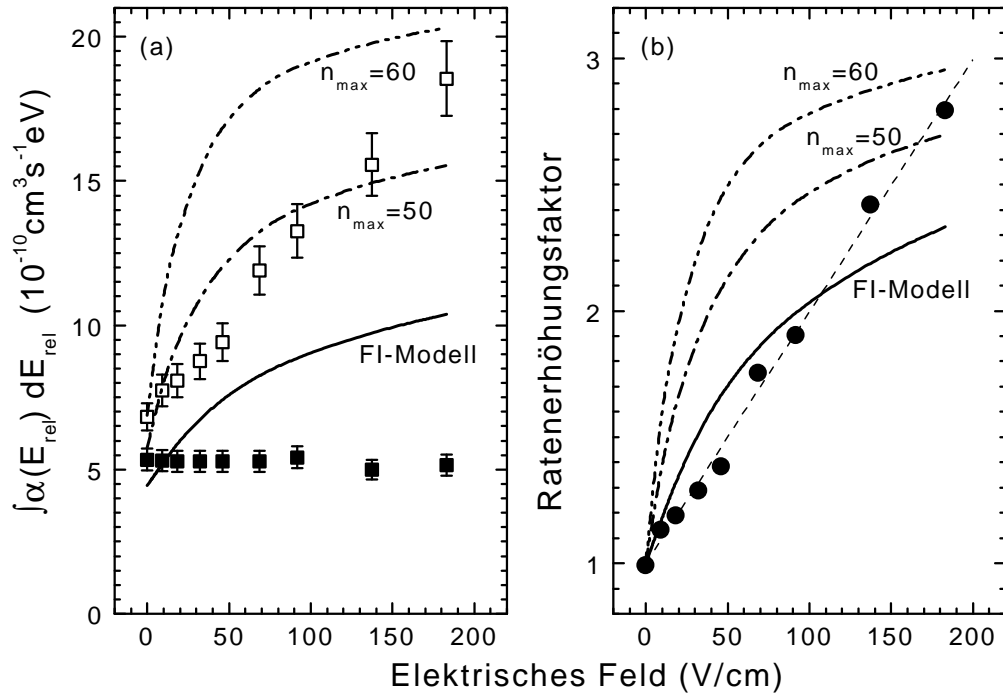 (a)
n_max=60
n_max=50
FI-Modell
20
15
10
5
0
0 50 100 150 200
∫α(E_rel) dE_rel (10^-10 cm^3 s^-1 eV)
(b)
n_max=60
n_max=50
FI-Modell
3
2
1
0 50 100 150 200
Ratenerhöhungsfaktor
Elektrisches Feld (V/cm)